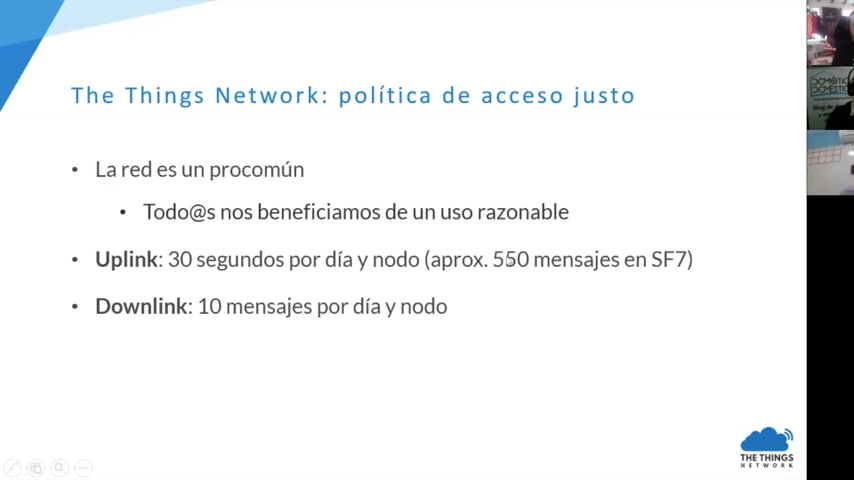 The Things Network: política de acceso justo
• La red es un procomún
• Todo@s nos beneficiamos de un uso razonable
• Uplink: 30 segundos por día y nodo (aprox. 550 mensajes en SF7)
• Downlink: 10 mensajes por día y nodo
THE THINGS
NETWORK